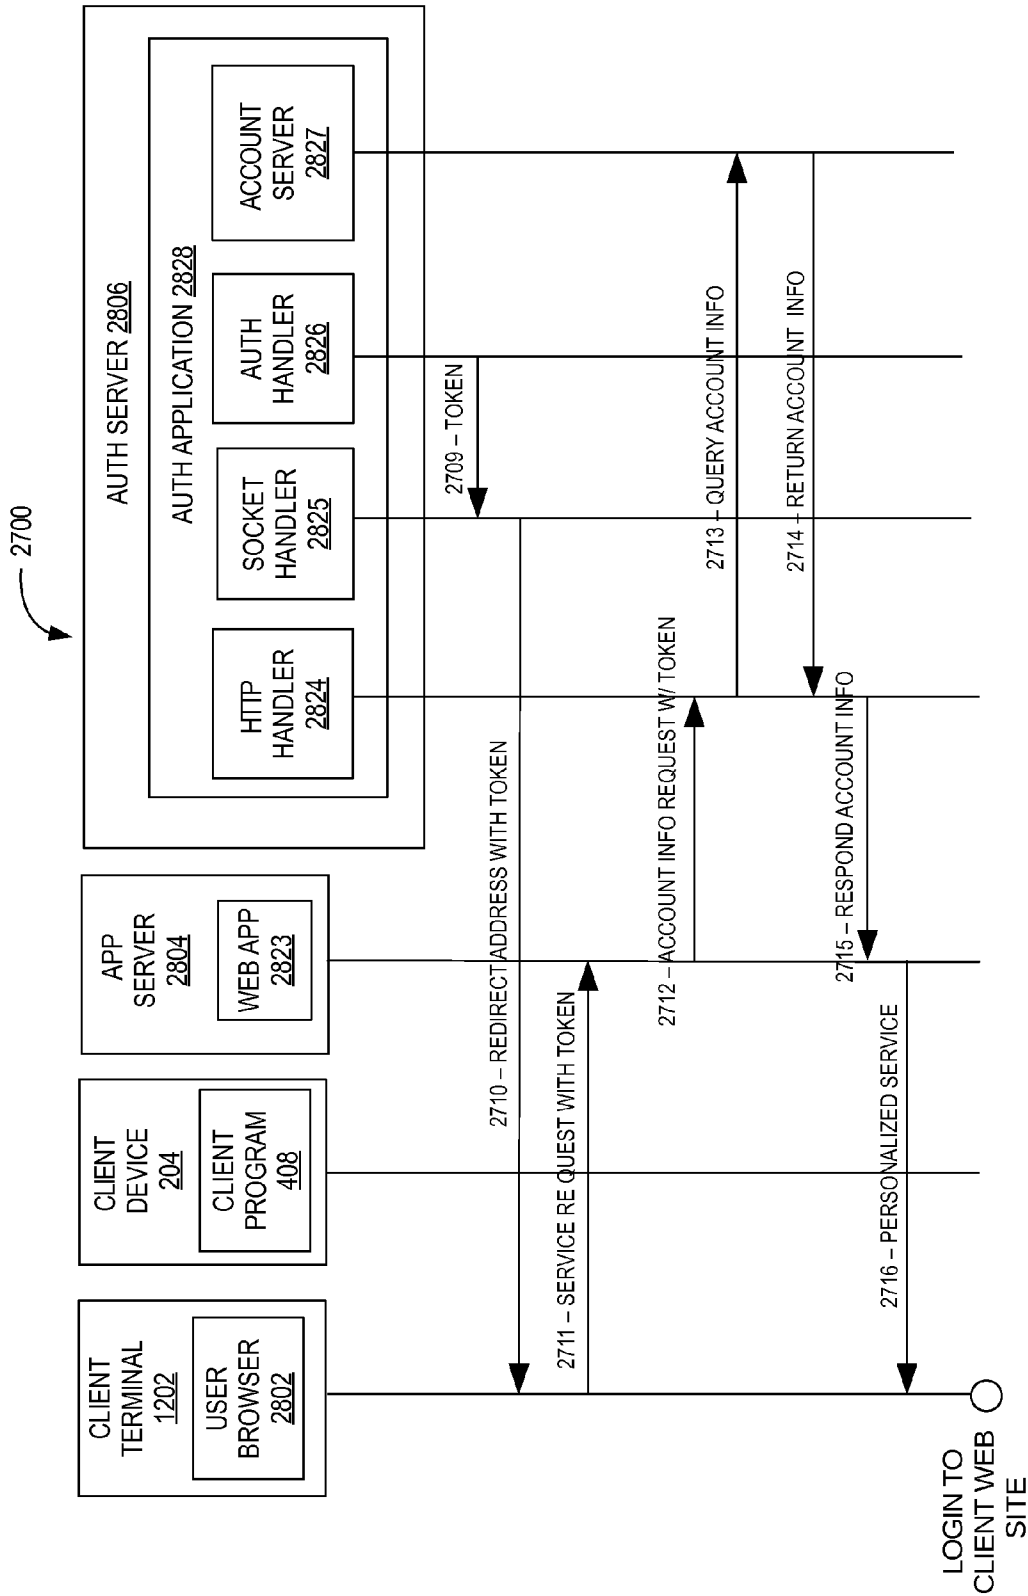 2700
CLIENT
TERMINAL
1202
USER
BROWSER
2802
CLIENT
DEVICE
204
CLIENT
PROGRAM
408
APP
SERVER
2804
WEB APP
2823
AUTH SERVER 2806
AUTH APPLICATION 2828
HTTP
HANDLER
2824
SOCKET
HANDLER
2825
AUTH
HANDLER
2826
ACCOUNT
SERVER
2827
2709 – TOKEN
2710 – REDIRECT ADDRESS WITH TOKEN
2711 – SERVICE RE QUEST WITH TOKEN
2712 – ACCOUNT INFO REQUEST W/ TOKEN
2713 – QUERY ACCOUNT INFO
2714 – RETURN ACCOUNT INFO
2715 – RESPOND ACCOUNT INFO
2716 – PERSONALIZED SERVICE
LOGIN TO
CLIENT WEB
SITE